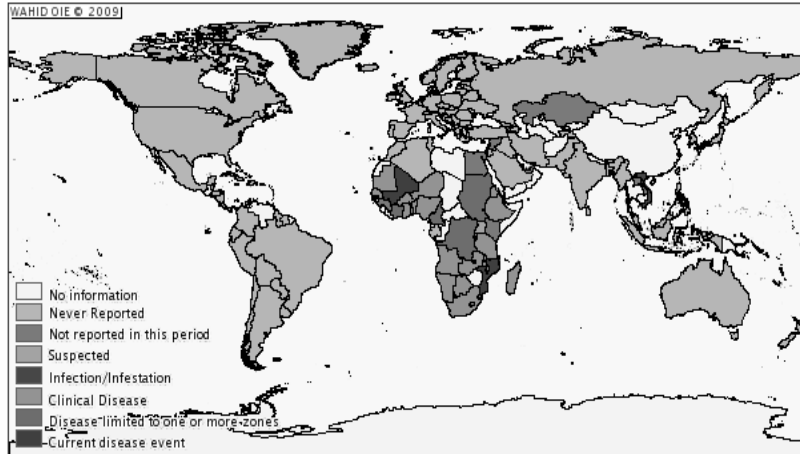 WAHID OIE © 2009
No information
Never Reported
Not reported in this period
Suspected
Infection/Infestation
Clinical Disease
Disease limited to one or more zones
Current disease event